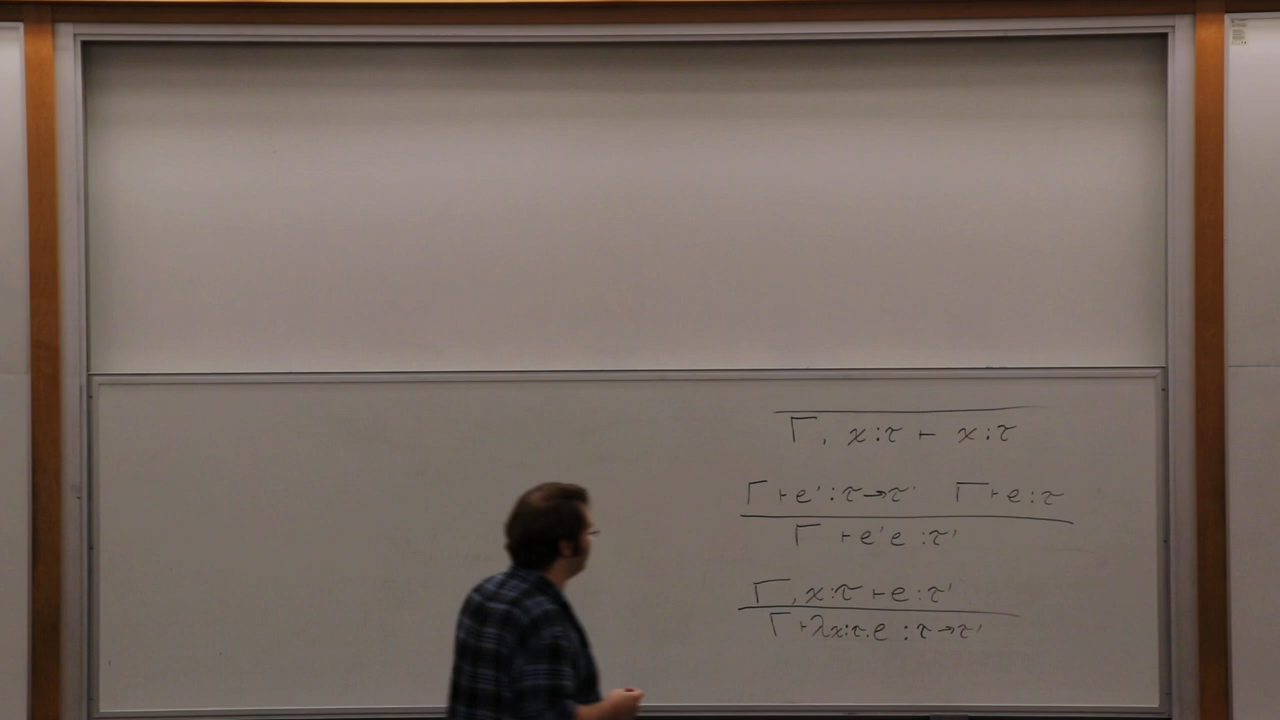 Γ, x:τ ⊢ x:τ
Γ ⊢ e' : τ → τ' Γ ⊢ e : τ
Γ ⊢ e' e : τ'
Γ, x:τ ⊢ e : τ'
Γ ⊢ λx:τ.e : τ → τ'